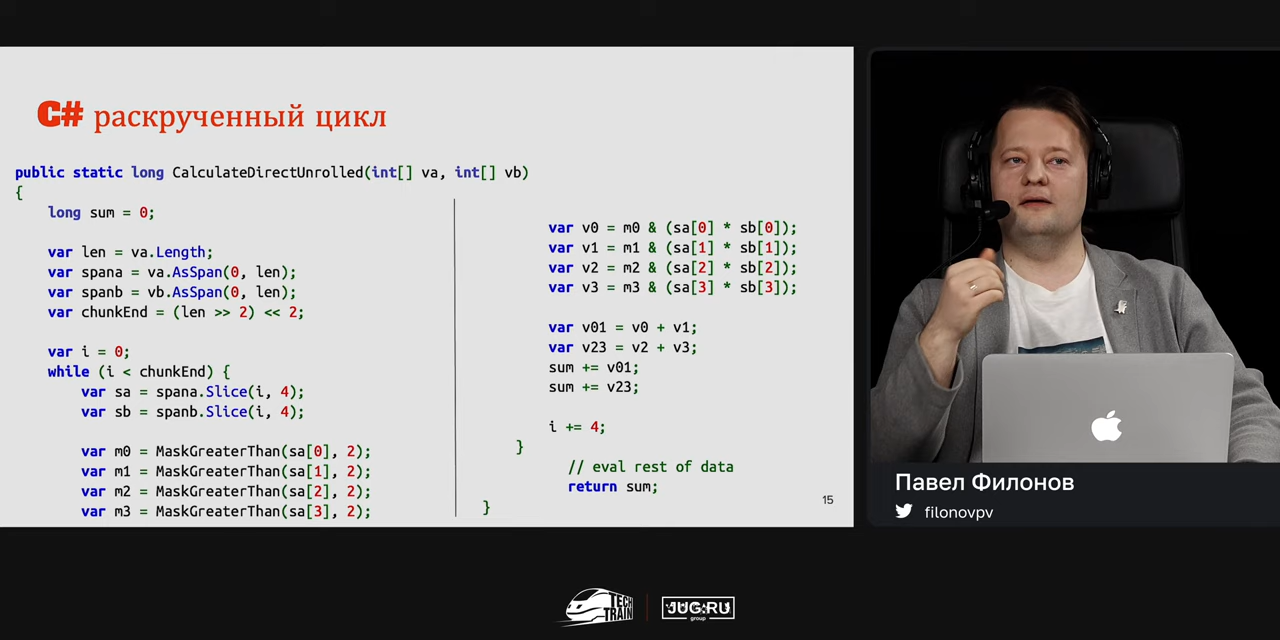 C# раскрученный цикл
public static long CalculateDirectUnrolled(int[] va, int[] vb)
{
long sum = 0;
var len = va.Length;
var spana = va.AsSpan(0, len);
var spanb = vb.AsSpan(0, len);
var chunkEnd = (len >> 2) << 2;
var i = 0;
while (i < chunkEnd) {
var sa = spana.Slice(i, 4);
var sb = spanb.Slice(i, 4);
var m0 = MaskGreaterThan(sa[0], 2);
var m1 = MaskGreaterThan(sa[1], 2);
var m2 = MaskGreaterThan(sa[2], 2);
var m3 = MaskGreaterThan(sa[3], 2);
var v0 = m0 & (sa[0] * sb[0]);
var v1 = m1 & (sa[1] * sb[1]);
var v2 = m2 & (sa[2] * sb[2]);
var v3 = m3 & (sa[3] * sb[3]);
var v01 = v0 + v1;
var v23 = v2 + v3;
sum += v01;
sum += v23;
i += 4;
}
// eval rest of data
return sum;
}
15
Павел Филонов
filonovpv
TECH
TRAIN
JUG.RU
group